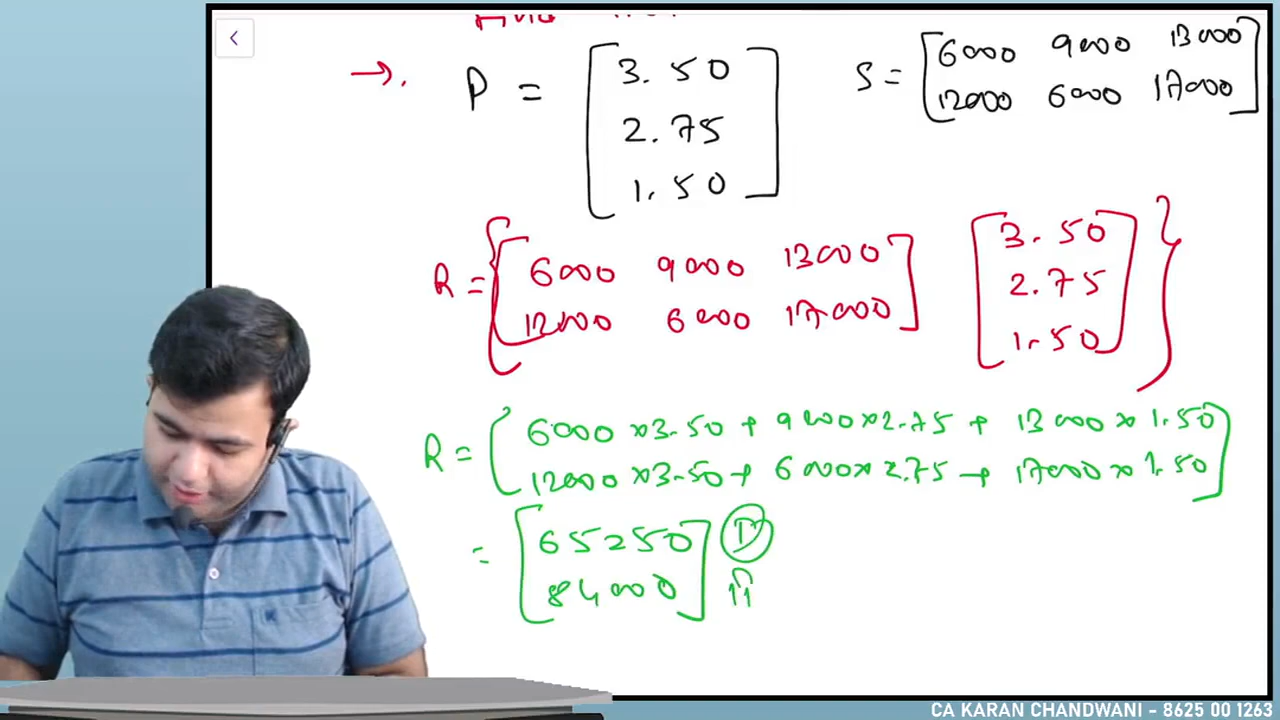 P = [3.50 2.75 1.50] S = [6000 9000 13000 12000 6000 17000]
R = {[6000 9000 13000 12000 6000 17000] [3.50 2.75 1.50]}
R = [6000 × 3.50 + 9000 × 2.75 + 13000 × 1.50
12000 × 3.50 + 6000 × 2.75 + 17000 × 1.50]
= [65250
84000]
CA KARAN CHANDWANI - 8625 00 1263